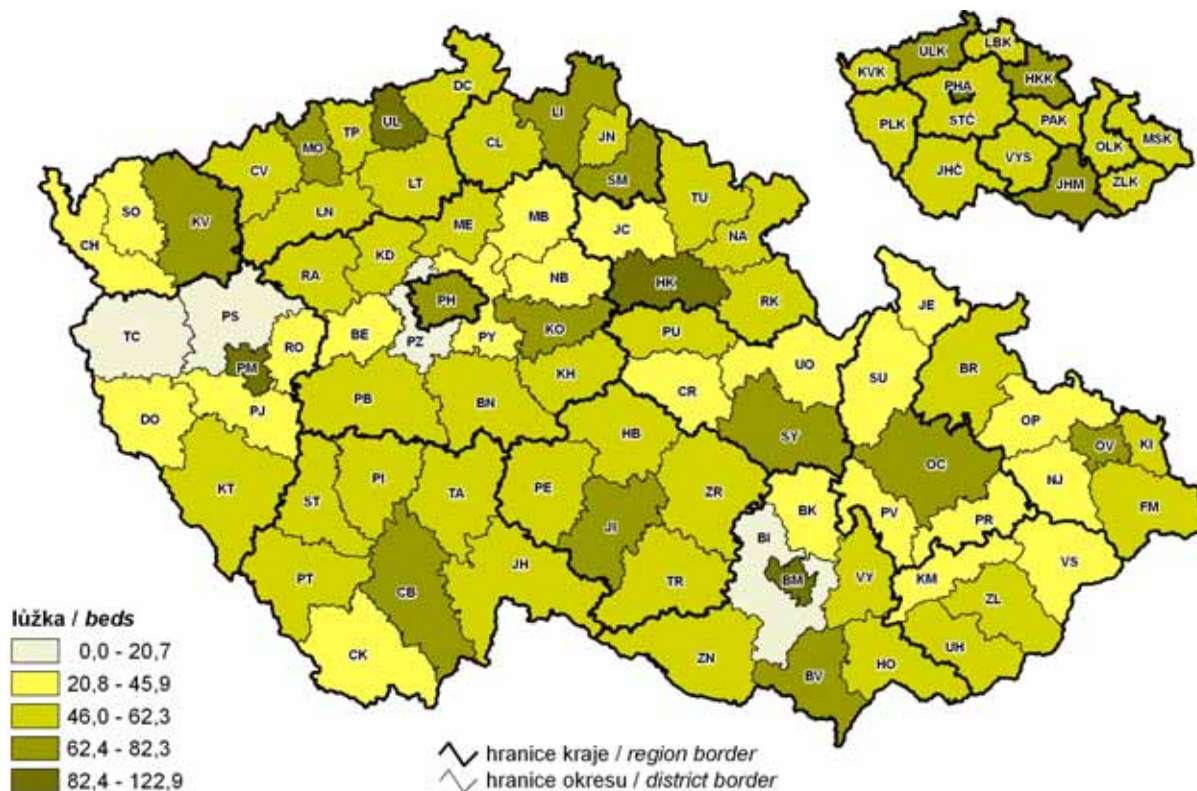 DC
UL
LI
TP
MO
JN
CL
CV
LT
SM
SO
KV
LN
TU
MB
ME
JC
NA
CH
KD
RA
NB
HK
RK
PH
JE
PS
TC
BE
PZ
PY
KO
PU
RO
PM
SU
UO
BR
CR
KH
PB
BN
DO
PJ
OP
HB
SY
OV
KI
OC
KT
ST
PI
TA
PE
ZR
NJ
FM
JI
BK
PV
PR
BI
VS
PT
CB
JH
TR
BM
VY
KM
ZL
CK
ZN
BV
HO
UH
KVK
ULK
LBK
HKK
PHA
PLK
STČ
PAK
MSK
OLK
VYS
JHČ
JHM
ZLK
lůžka / beds
0,0 - 20,7
20,8 - 45,9
46,0 - 62,3
62,4 - 82,3
82,4 - 122,9
hranice kraje / region border
hranice okresu / district border